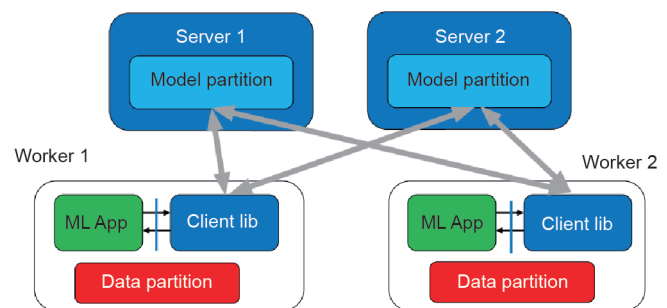 Server 1
Server 2
Model partition
Model partition
Worker 1
Worker 2
ML App
Client lib
ML App
Client lib
Data partition
Data partition